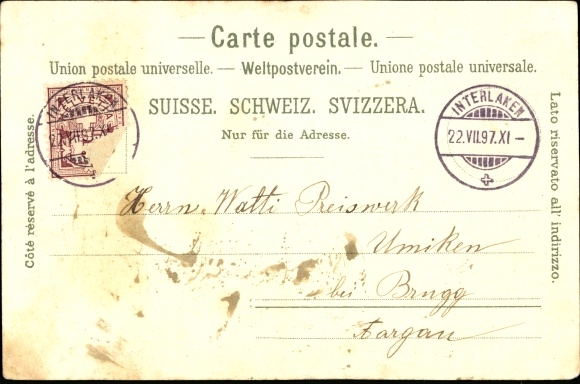 Carte postale.
Union postale universelle. — Weltpostverein. — Unione postale universale.
SUISSE. SCHWEIZ. SVIZZERA.
Nur für die Adresse.
Côté réservé à l'adresse.
Lato riservato all' indirizzo.
INTERLAKEN
INTERLAKEN
22.VII.97.XI –
Herrn Watti Preiswerk
Umiken
bei Brugg
Aargau